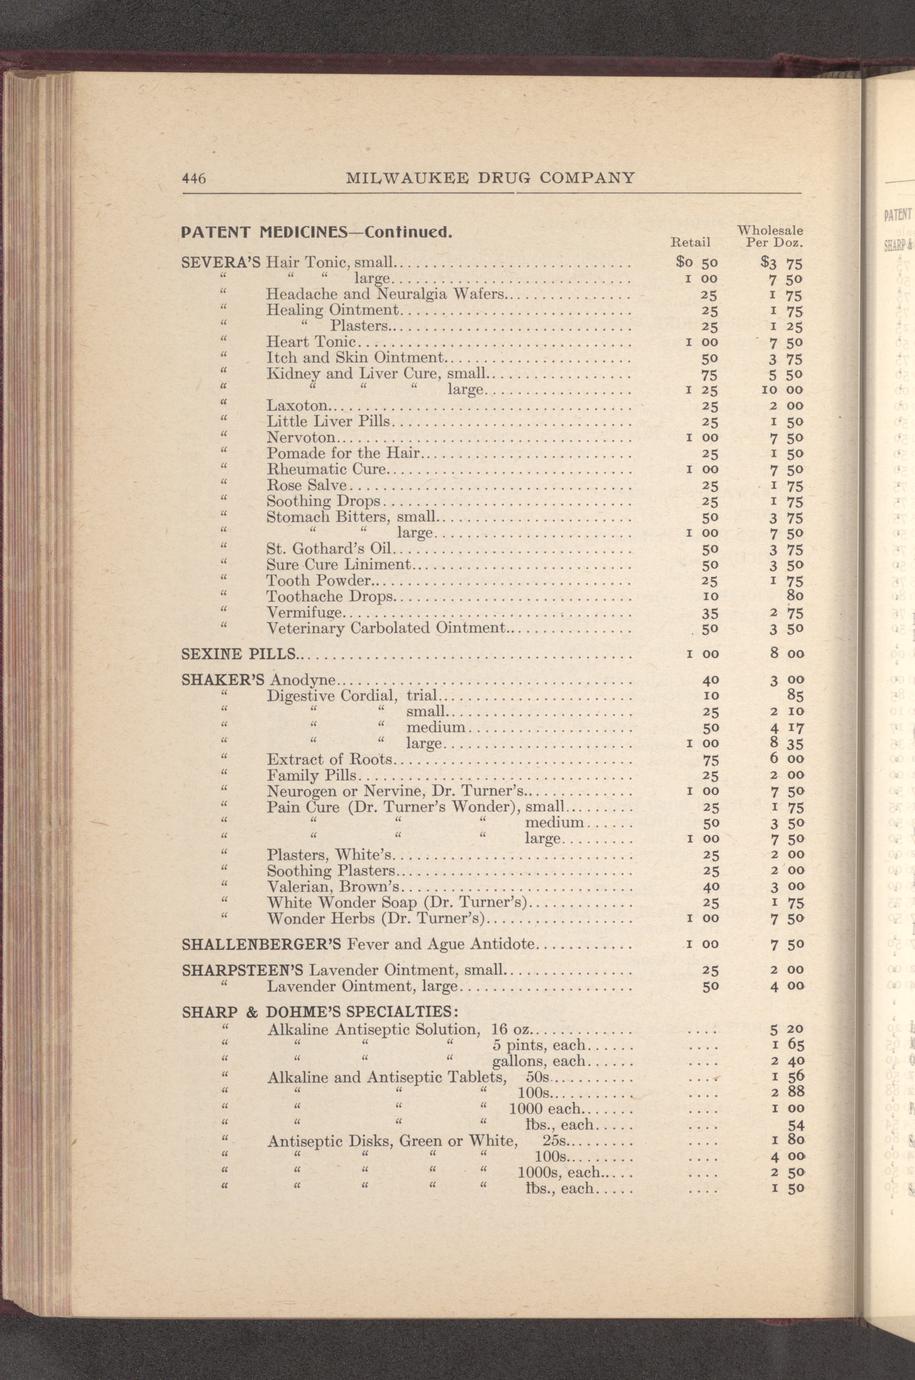 446 MILWAUKEE DRUG COMPANY
PATENT MEDICINES—Continued.
Retail Wholesale Per Doz.
SEVERA'S Hair Tonic, small........ $0 50 $3 75
“ “ “ large........ 1 00 7 50
“ Headache and Neuralgia Wafers........ 25 1 75
“ Healing Ointment........ 25 1 75
“ “ Plasters........ 25 1 25
“ Heart Tonic........ 1 00 7 50
“ Itch and Skin Ointment........ 50 3 75
“ Kidney and Liver Cure, small........ 75 5 50
“ “ “ “ large........ 1 25 10 00
“ Laxoton........ 25 2 00
“ Little Liver Pills........ 25 1 50
“ Nervoton........ 1 00 7 50
“ Pomade for the Hair........ 25 1 50
“ Rheumatic Cure........ 1 00 7 50
“ Rose Salve........ 25 1 75
“ Soothing Drops........ 25 1 75
“ Stomach Bitters, small........ 50 3 75
“ “ “ large........ 1 00 7 50
“ St. Gothard's Oil........ 50 3 75
“ Sure Cure Liniment........ 50 3 50
“ Tooth Powder........ 25 1 75
“ Toothache Drops........ 10 80
“ Vermifuge........ 35 2 75
“ Veterinary Carbolated Ointment........ 50 3 50
SEXINE PILLS........ 1 00 8 00
SHAKER'S Anodyne........ 40 3 00
“ Digestive Cordial, trial........ 10 85
“ “ “ small........ 25 2 10
“ “ “ medium........ 50 4 17
“ “ “ large........ 1 00 8 35
“ Extract of Roots........ 75 6 00
“ Family Pills........ 25 2 00
“ Neurogen or Nervine, Dr. Turner's........ 1 00 7 50
“ Pain Cure (Dr. Turner's Wonder), small........ 25 1 75
“ “ “ “ medium...... 50 3 50
“ “ “ “ large........ 1 00 7 50
“ Plasters, White's........ 25 2 00
“ Soothing Plasters........ 25 2 00
“ Valerian, Brown's........ 40 3 00
“ White Wonder Soap (Dr. Turner's)........ 25 1 75
“ Wonder Herbs (Dr. Turner's)........ 1 00 7 50
SHALLENBERGER'S Fever and Ague Antidote........ 1 00 7 50
SHARPSTEEN'S Lavender Ointment, small........ 25 2 00
“ Lavender Ointment, large........ 50 4 00
SHARP & DOHME'S SPECIALTIES:
“ Alkaline Antiseptic Solution, 16 oz........ .... 5 20
“ “ “ “ 5 pints, each...... .... 1 65
“ “ “ “ gallons, each...... .... 2 40
“ Alkaline and Antiseptic Tablets, 50s........ .... 1 56
“ “ “ “ 100s........ .... 2 88
“ “ “ “ 1000 each....... .... 1 00
“ “ “ “ lbs., each..... .... 54
“ Antiseptic Disks, Green or White, 25s........ .... 1 80
“ “ “ “ “ 100s........ .... 4 00
“ “ “ “ “ 1000s, each..... .... 2 50
“ “ “ “ “ lbs., each..... .... 1 50
PATENT
SHARP &